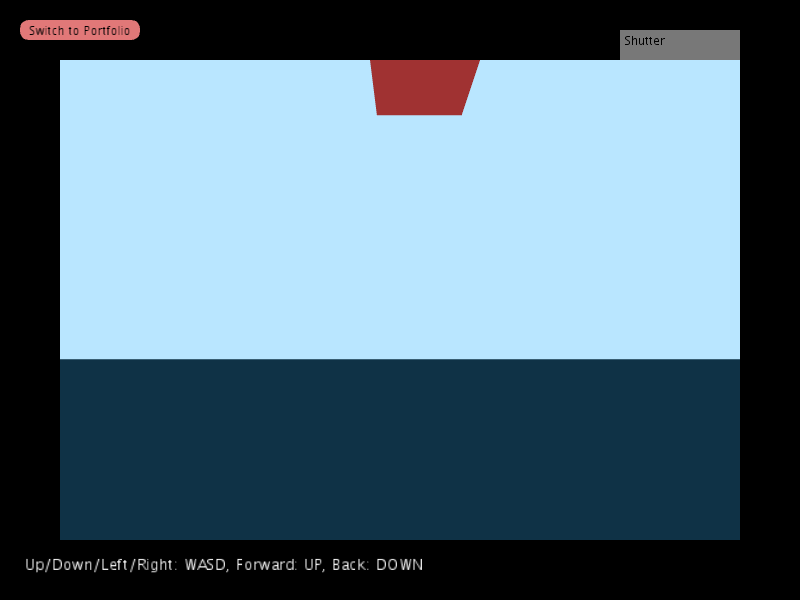 Switch to Portfolio
Shutter
Up/Down/Left/Right: WASD, Forward: UP, Back: DOWN